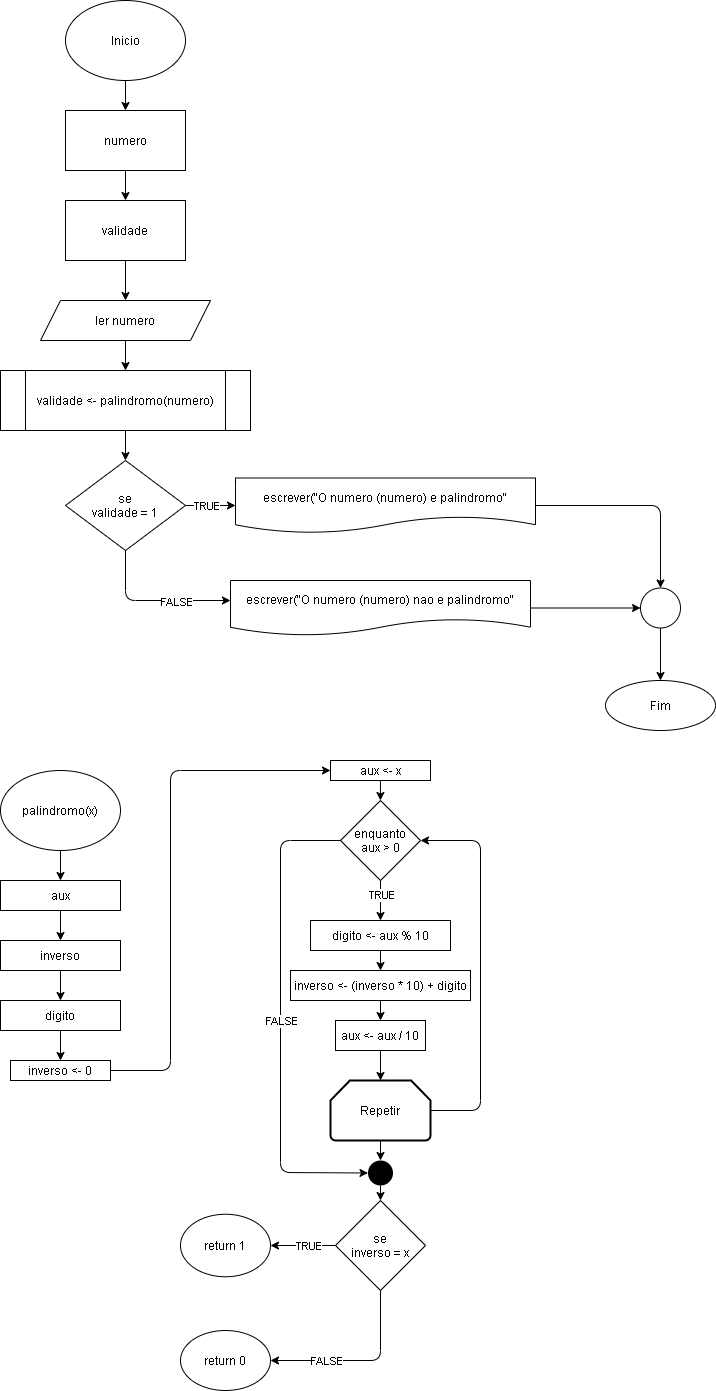 Inicio
numero
validade
ler numero
validade <- palindromo(numero)
se
validade = 1
TRUE
escrever("O numero (numero) e palindromo"
FALSE
escrever("O numero (numero) nao e palindromo"
Fim
palindromo(x)
aux
inverso
digito
inverso <- 0
aux <- x
enquanto
aux > 0
TRUE
digito <- aux % 10
inverso <- (inverso * 10) + digito
FALSE
aux <- aux / 10
Repetir
se
inverso = x
TRUE
return 1
FALSE
return 0